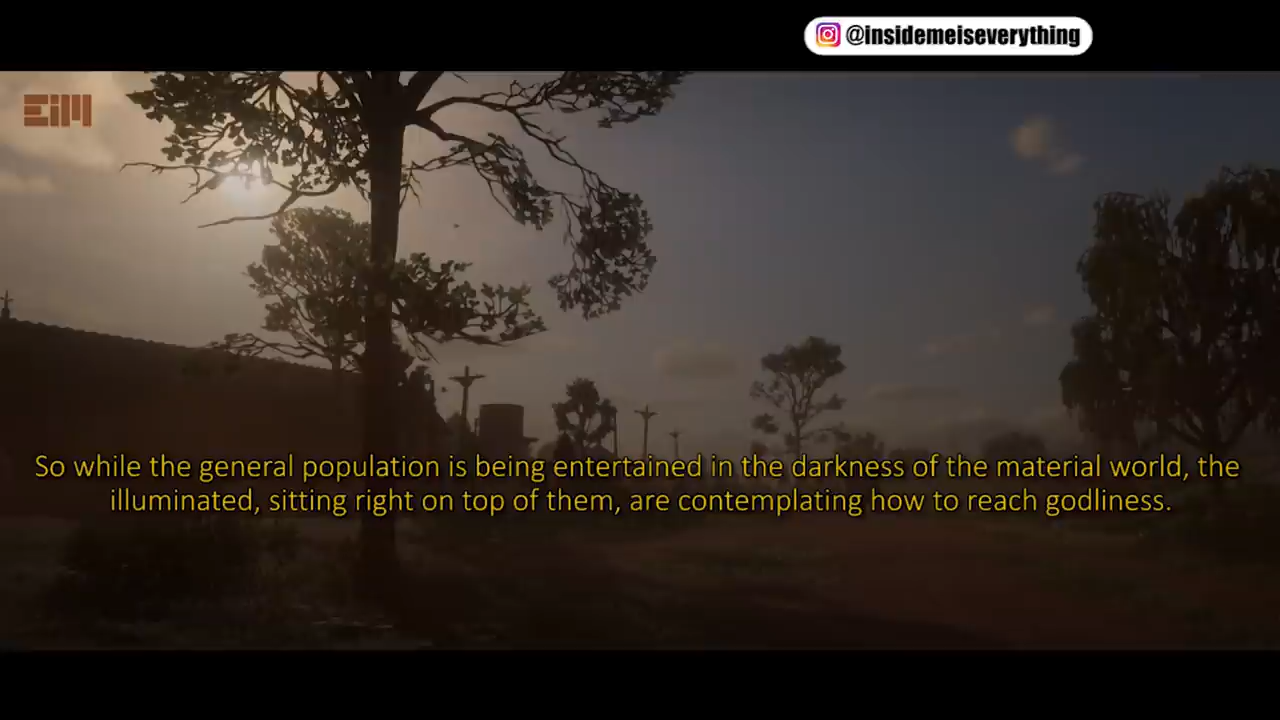 @insidemeiseverything
EiM
So while the general population is being entertained in the darkness of the material world, the
illuminated, sitting right on top of them, are contemplating how to reach godliness.